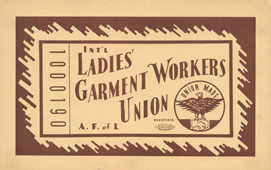 1000190
INT'L
LADIES'
GARMENT WORKERS
UNION
A. F. of L
REGISTERED
UNION MADE